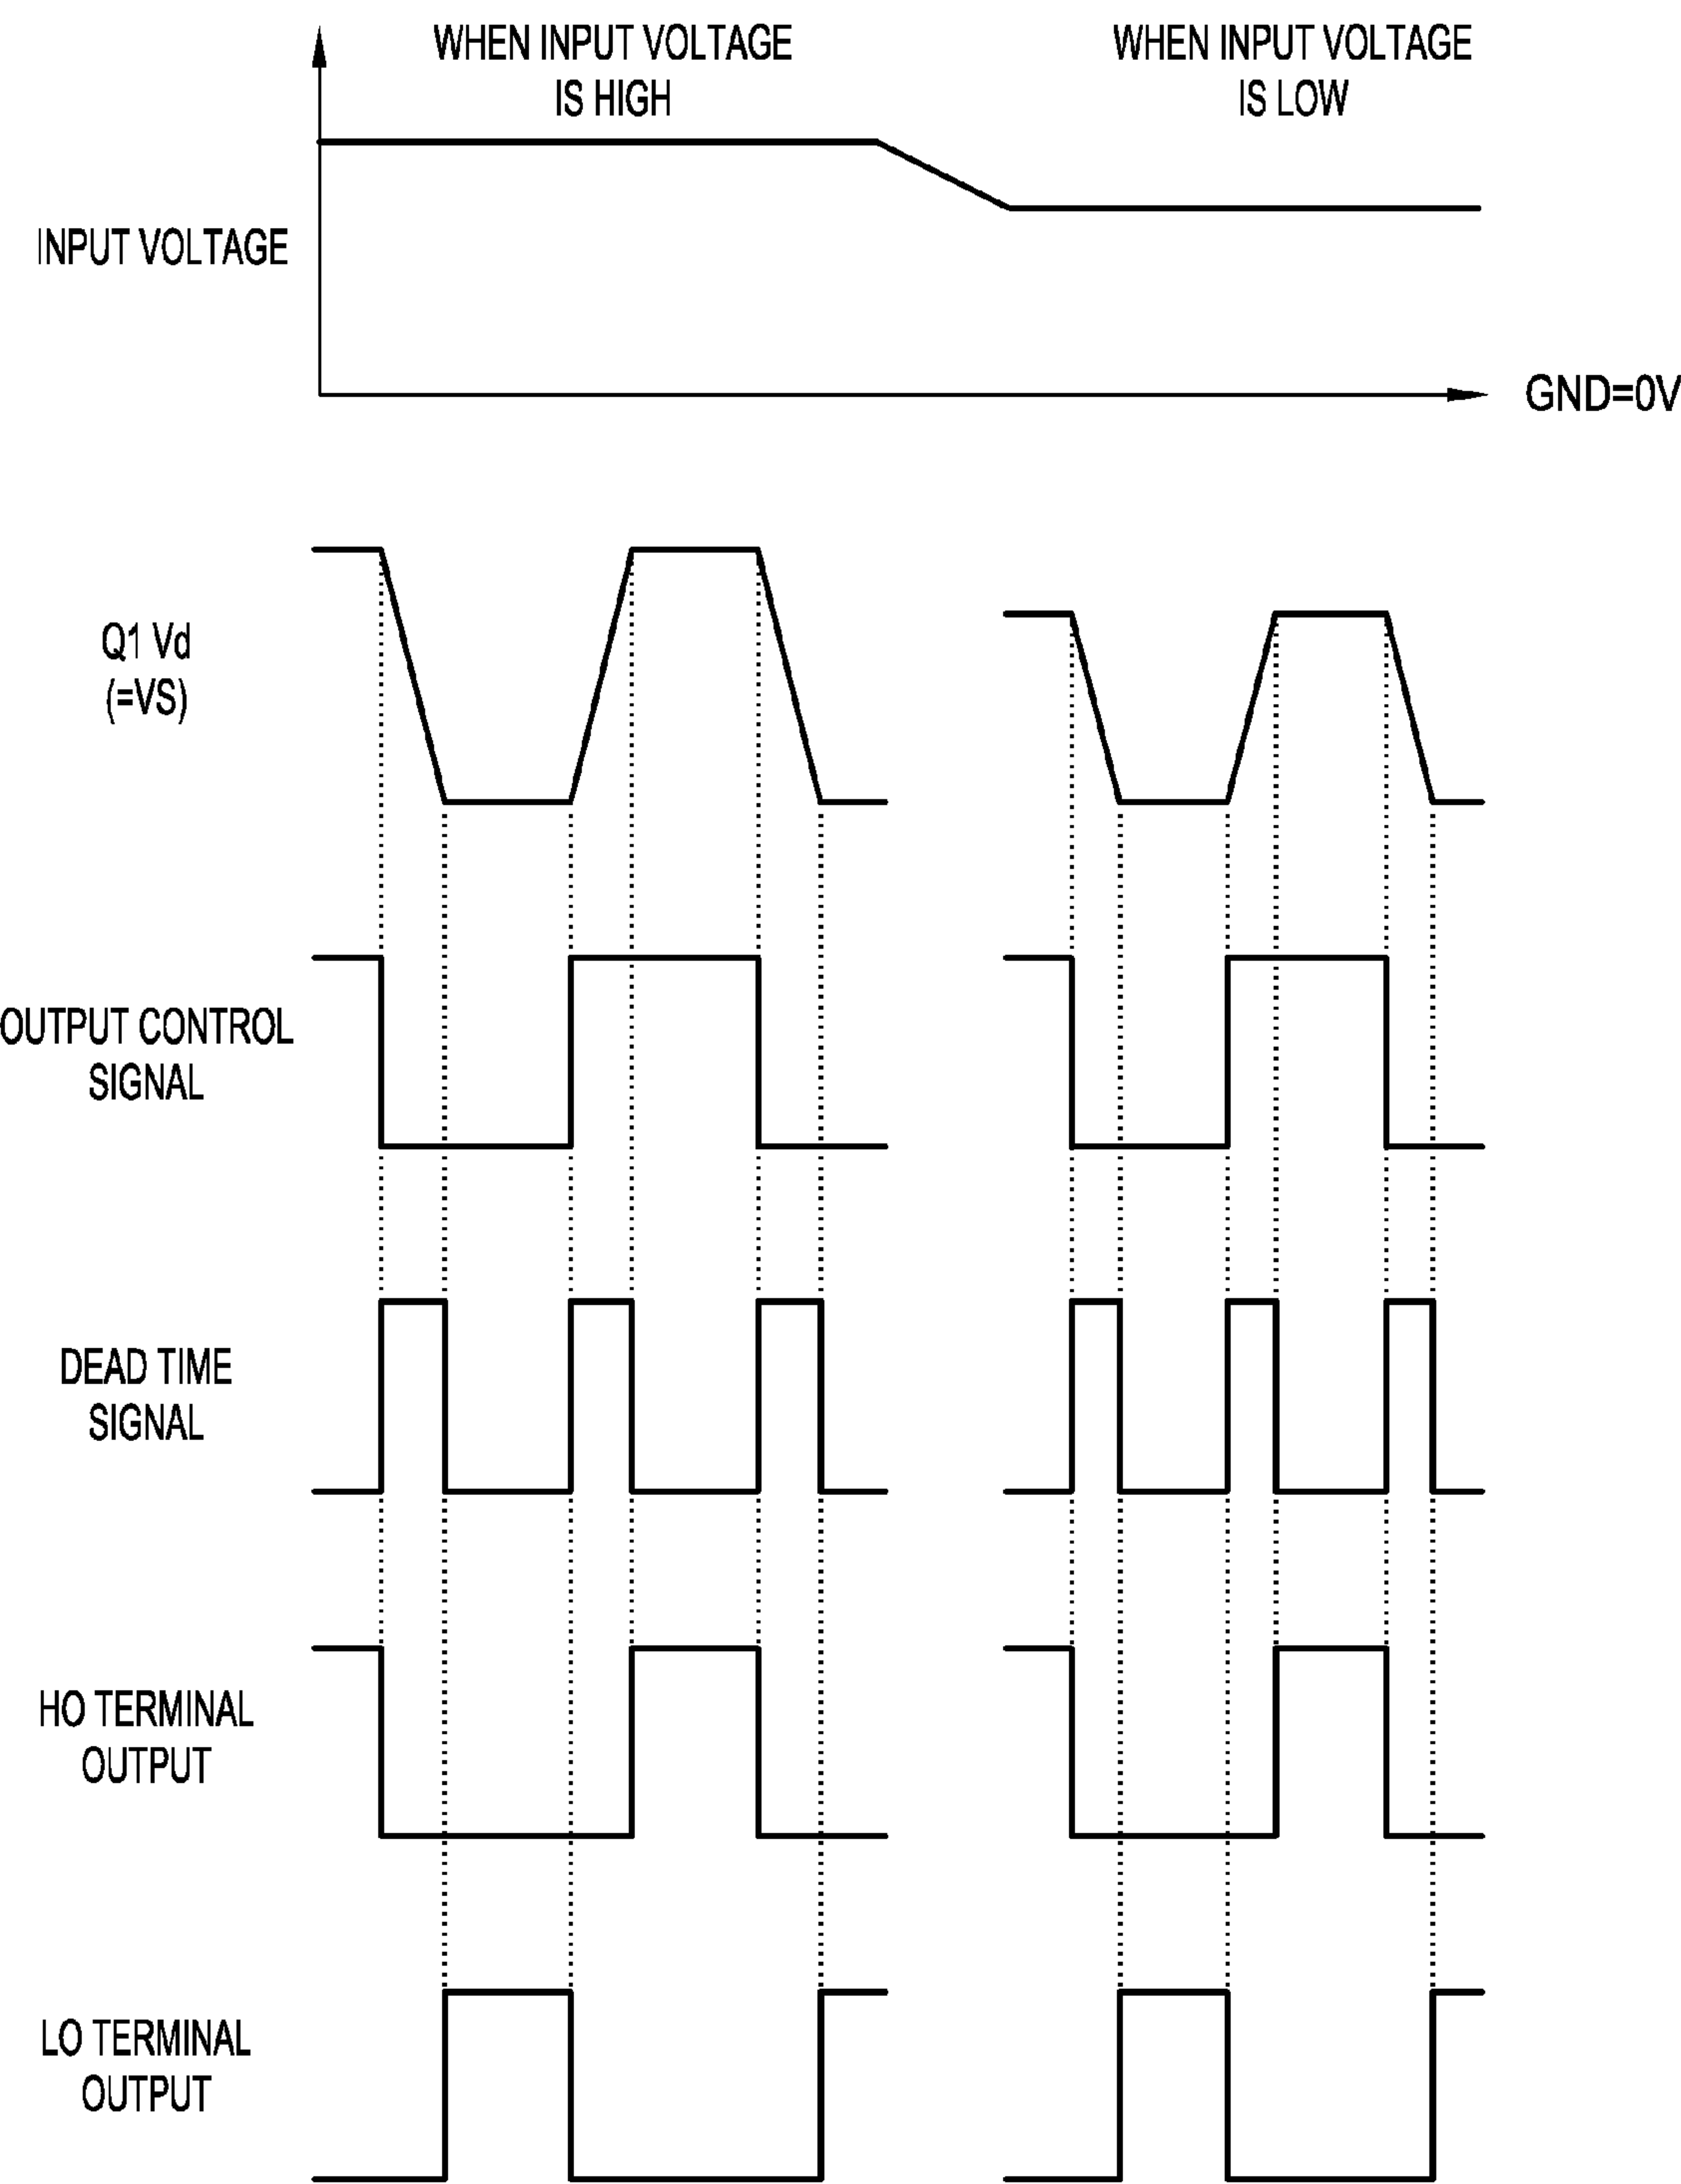 WHEN INPUT VOLTAGE
IS HIGH
WHEN INPUT VOLTAGE
IS LOW
INPUT VOLTAGE
GND=0V
Q1 Vd
(=VS)
OUTPUT CONTROL
SIGNAL
DEAD TIME
SIGNAL
HO TERMINAL
OUTPUT
LO TERMINAL
OUTPUT